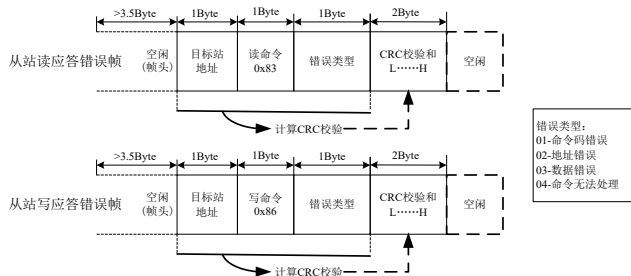 >3.5Byte 1Byte 1Byte 1Byte 2Byte
从站读应答错误帧
空闲
(帧头)
目标站
地址
读命令
0x83
错误类型
CRC校验和
L……H
空闲
计算CRC校验
>3.5Byte 1Byte 1Byte 1Byte 2Byte
从站写应答错误帧
空闲
(帧头)
目标站
地址
写命令
0x86
错误类型
CRC校验和
L……H
空闲
计算CRC校验
错误类型：
01-命令码错误
02-地址错误
03-数据错误
04-命令无法处理